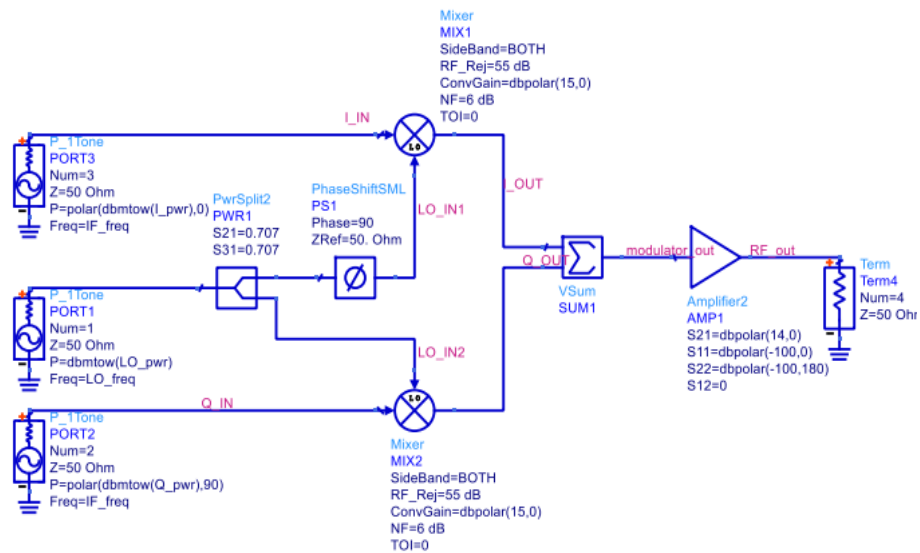 Mixer
MIX1
SideBand=BOTH
RF_Rej=55 dB
ConvGain=dbpolar(15,0)
NF=6 dB
TOI=0
I_IN
LO
P_1Tone
PORT3
Num=3
Z=50 Ohm
P=polar(dbmtow(I_pwr),0)
Freq=IF_freq
PwrSplit2
PWR1
S21=0.707
S31=0.707
PhaseShiftSML
PS1
Phase=90
ZRef=50. Ohm
LO_IN1
I_OUT
Q_OUT
modulator_out
RF_out
VSum
SUM1
Amplifier2
AMP1
S21=dbpolar(14,0)
S11=dbpolar(-100,0)
S22=dbpolar(-100,180)
S12=0
Term
Term4
Num=4
Z=50 Ohm
P_1Tone
PORT1
Num=1
Z=50 Ohm
P=dbmtow(LO_pwr)
Freq=LO_freq
LO_IN2
LO
Q_IN
P_1Tone
PORT2
Num=2
Z=50 Ohm
P=polar(dbmtow(Q_pwr),90)
Freq=IF_freq
Mixer
MIX2
SideBand=BOTH
RF_Rej=55 dB
ConvGain=dbpolar(15,0)
NF=6 dB
TOI=0